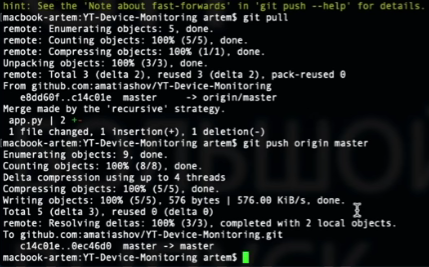 hint: See the 'Note about fast-forwards' in 'git push --help' for details.
[macbook-artem:YT-Device-Monitoring artem$ git pull
remote: Enumerating objects: 5, done.
remote: Counting objects: 100% (5/5), done.
remote: Compressing objects: 100% (1/1), done.
Unpacking objects: 100% (3/3), done.
remote: Total 3 (delta 2), reused 3 (delta 2), pack-reused 0
From github.com:amatiashov/YT-Device-Monitoring
e8dd60f..c14c01e master -> origin/master
Merge made by the 'recursive' strategy.
app.py | 2 +-
1 file changed, 1 insertion(+), 1 deletion(-)
[macbook-artem:YT-Device-Monitoring artem$ git push origin master
Enumerating objects: 9, done.
Counting objects: 100% (8/8), done.
Delta compression using up to 4 threads
Compressing objects: 100% (5/5), done.
Writing objects: 100% (5/5), 576 bytes | 576.00 KiB/s, done.
Total 5 (delta 3), reused 0 (delta 0)
remote: Resolving deltas: 100% (3/3), completed with 2 local objects.
To github.com:amatiashov/YT-Device-Monitoring.git
c14c01e..0ec46d0 master -> master
macbook-artem:YT-Device-Monitoring artem$